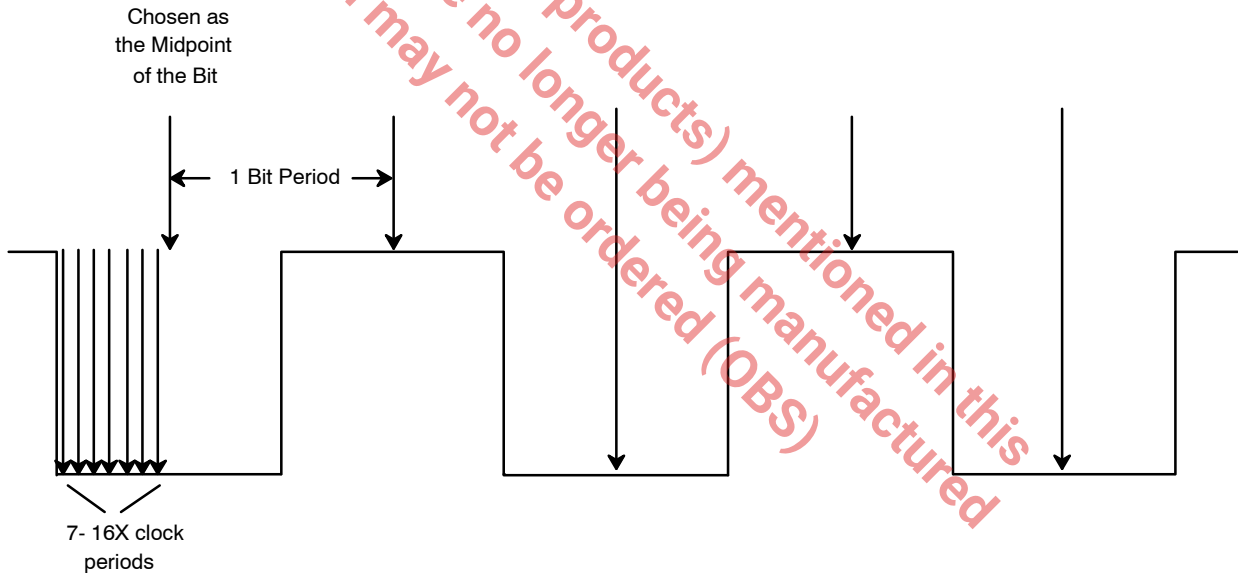 Chosen as
the Midpoint
of the Bit
products) mentioned in this
no longer being manufactured
may not be ordered (OBS)
1 Bit Period
7- 16X clock
periods